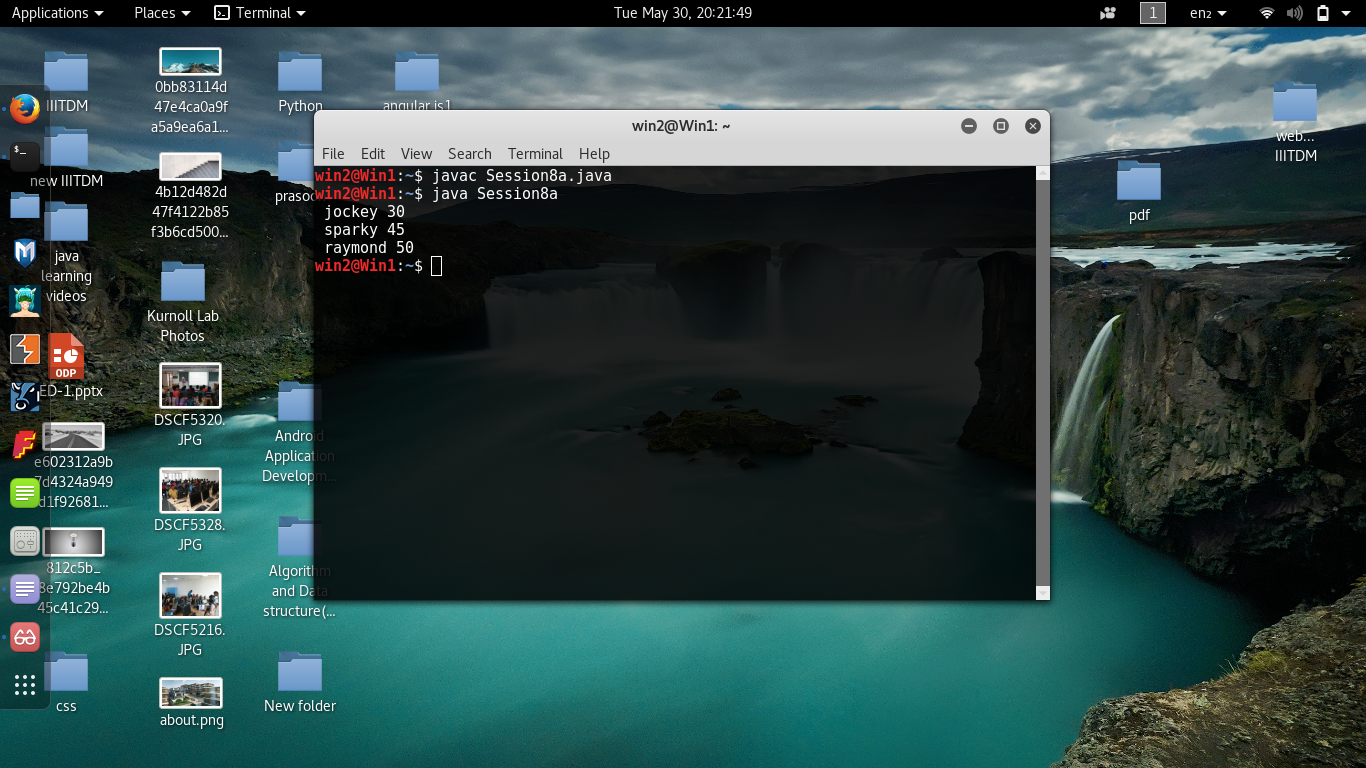 Applications Places Terminal Tue May 30, 20:21:49 1 en₂
IIITDM
new IIITDM
java
learning
videos
ED-1.pptx
ODP
e602312a9b
7d4324a949
d1f92681...
812c5b_
8e792be4b
45c41c29...
css
0bb83114d
47e4ca0a9f
a5a9ea6a1...
4b12d482d
47f4122b85
f3b6cd500...
Kurnoll Lab
Photos
DSCF5320.
JPG
DSCF5328.
JPG
DSCF5216.
JPG
about.png
Python
prasoo
Android
Application
Developm...
Algorithm
and Data
structure(...
New folder
angular js1
win2@Win1: ~
File Edit View Search Terminal Help
win2@Win1:~$ javac Session8a.java
win2@Win1:~$ java Session8a
jockey 30
sparky 45
raymond 50
win2@Win1:~$
pdf
web...
IIITDM